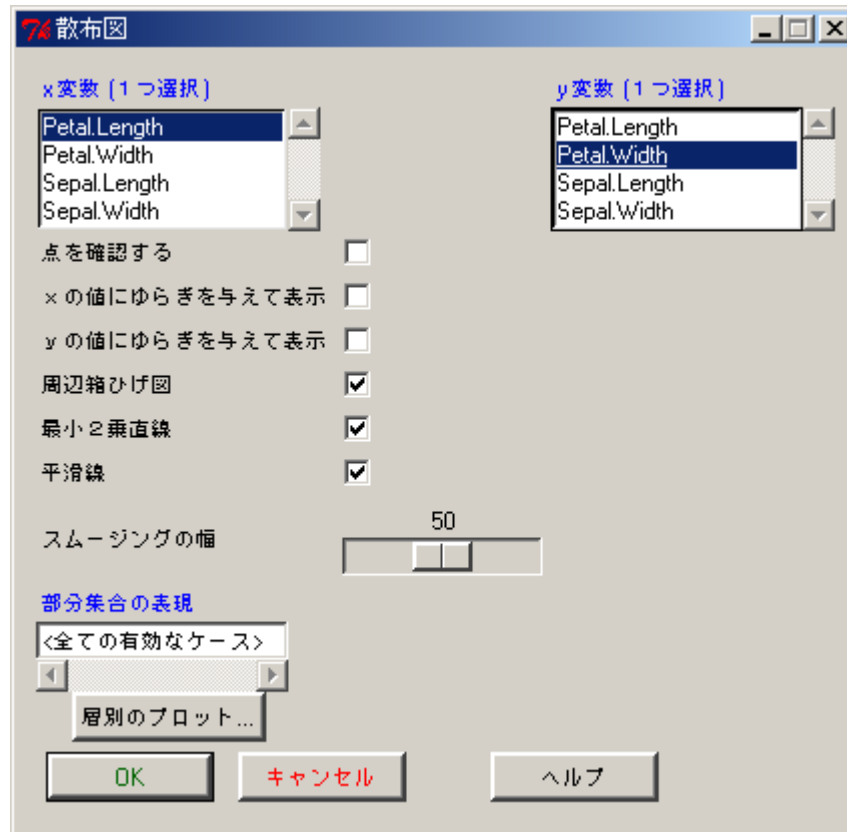 散布図
x変数 (1つ選択)
y変数 (1つ選択)
Petal.Length
Petal.Width
Sepal.Length
Sepal.Width
Petal.Length
Petal.Width
Sepal.Length
Sepal.Width
点を確認する
xの値にゆらぎを与えて表示
yの値にゆらぎを与えて表示
周辺箱ひげ図
最小2乗直線
平滑線
スムージングの幅
50
部分集合の表現
<全ての有効なケース>
層別のプロット...
OK
キャンセル
ヘルプ